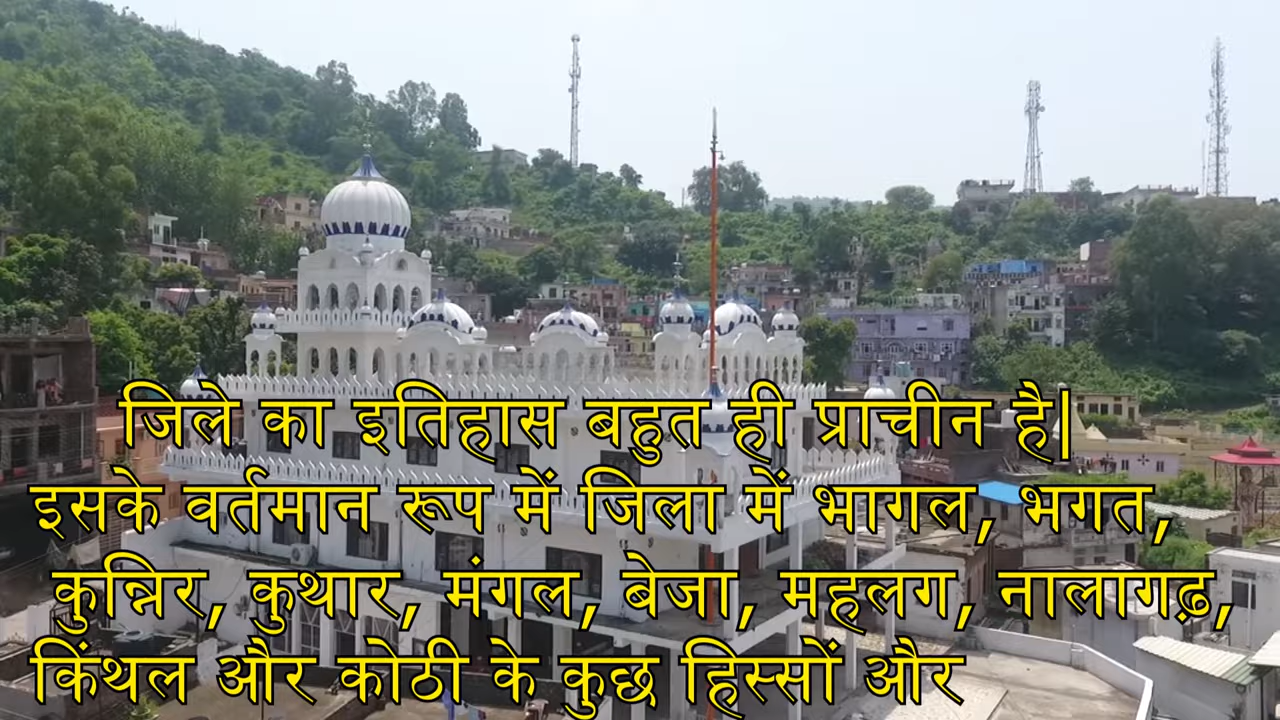 जिले का इतिहास बहुत ही प्राचीन है|
इसके वर्तमान रूप में जिला में भागल, भगत,
कुन्निर, कुथार, मंगल, बेजा, महलग, नालागढ़,
किंथल और कोठी के कुछ हिस्सों और